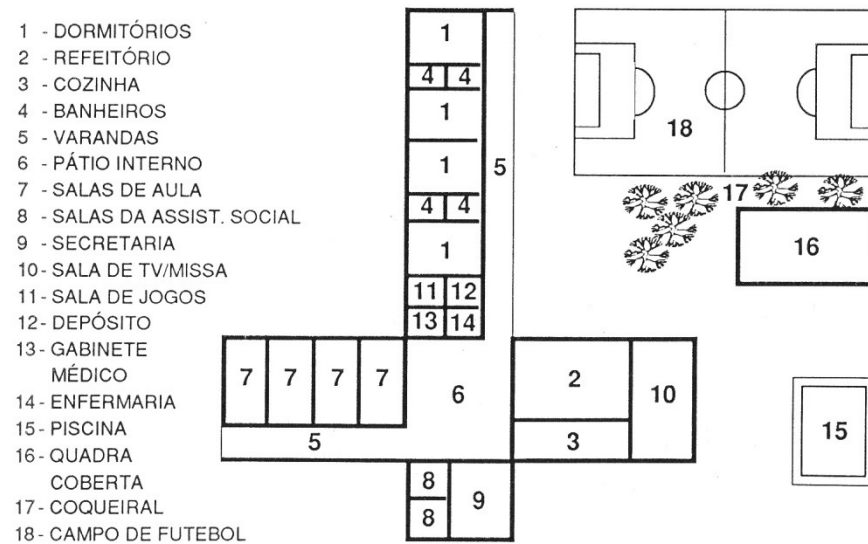 1 - DORMITÓRIOS
2 - REFEITÓRIO
3 - COZINHA
4 - BANHEIROS
5 - VARANDAS
6 - PÁTIO INTERNO
7 - SALAS DE AULA
8 - SALAS DA ASSIST. SOCIAL
9 - SECRETARIA
10 - SALA DE TV/MISSA
11 - SALA DE JOGOS
12 - DEPÓSITO
13 - GABINETE
MÉDICO
14 - ENFERMARIA
15 - PISCINA
16 - QUADRA
COBERTA
17 - COQUEIRAL
18 - CAMPO DE FUTEBOL
1
4 4
1
1
5
4 4
1
11 12
13 14
18
17
16
7 7 7 7
6
2
10
5
3
15
8
9
8